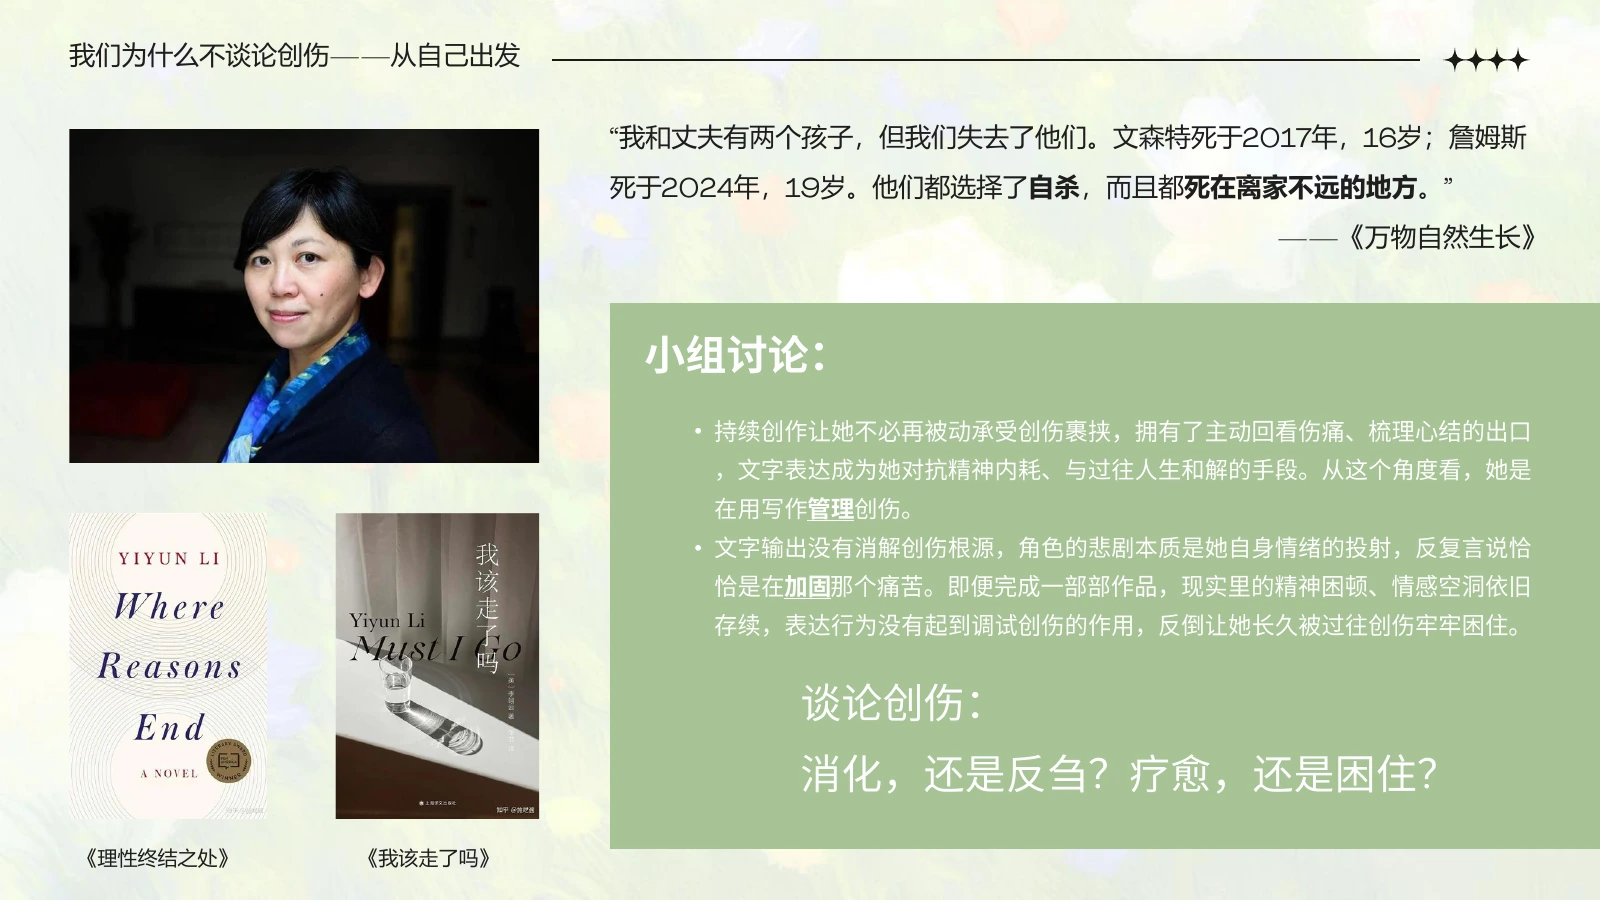 我们为什么不谈论创伤——从自己出发
“我和丈夫有两个孩子，但我们失去了他们。文森特死于2017年，16岁；詹姆斯
死于2024年，19岁。他们都选择了自杀，而且都死在离家不远的地方。”
——《万物自然生长》
小组讨论：
• 持续创作让她不必再被动承受创伤裹挟，拥有了主动回看伤痛、梳理心结的出口
，文字表达成为她对抗精神内耗、与过往人生和解的手段。从这个角度看，她是
在用写作管理创伤。
• 文字输出没有消解创伤根源，角色的悲剧本质是她自身情绪的投射，反复言说恰
恰是在加固那个痛苦。即便完成一部部作品，现实里的精神困顿、情感空洞依旧
存续，表达行为没有起到调试创伤的作用，反倒让她长久被过往创伤牢牢困住。
谈论创伤：
消化，还是反刍？疗愈，还是困住？
YIYUN LI
Where
Reasons
End
A NOVEL
我该走了吗
Yiyun Li
Must I Go
上海译文出版社
《理性终结之处》
《我该走了吗》